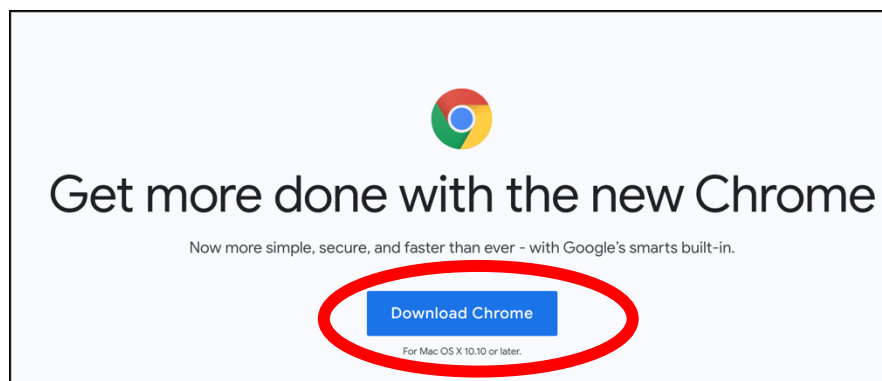 Get more done with the new Chrome
Now more simple, secure, and faster than ever - with Google's smarts built-in.
Download Chrome
For Mac OS X 10.10 or later.